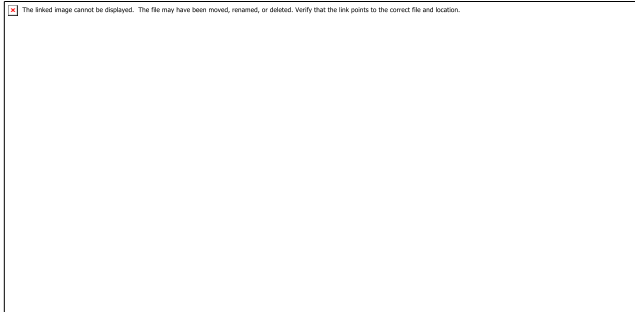 The linked image cannot be displayed. The file may have been moved, renamed, or deleted. Verify that the link points to the correct file and location.